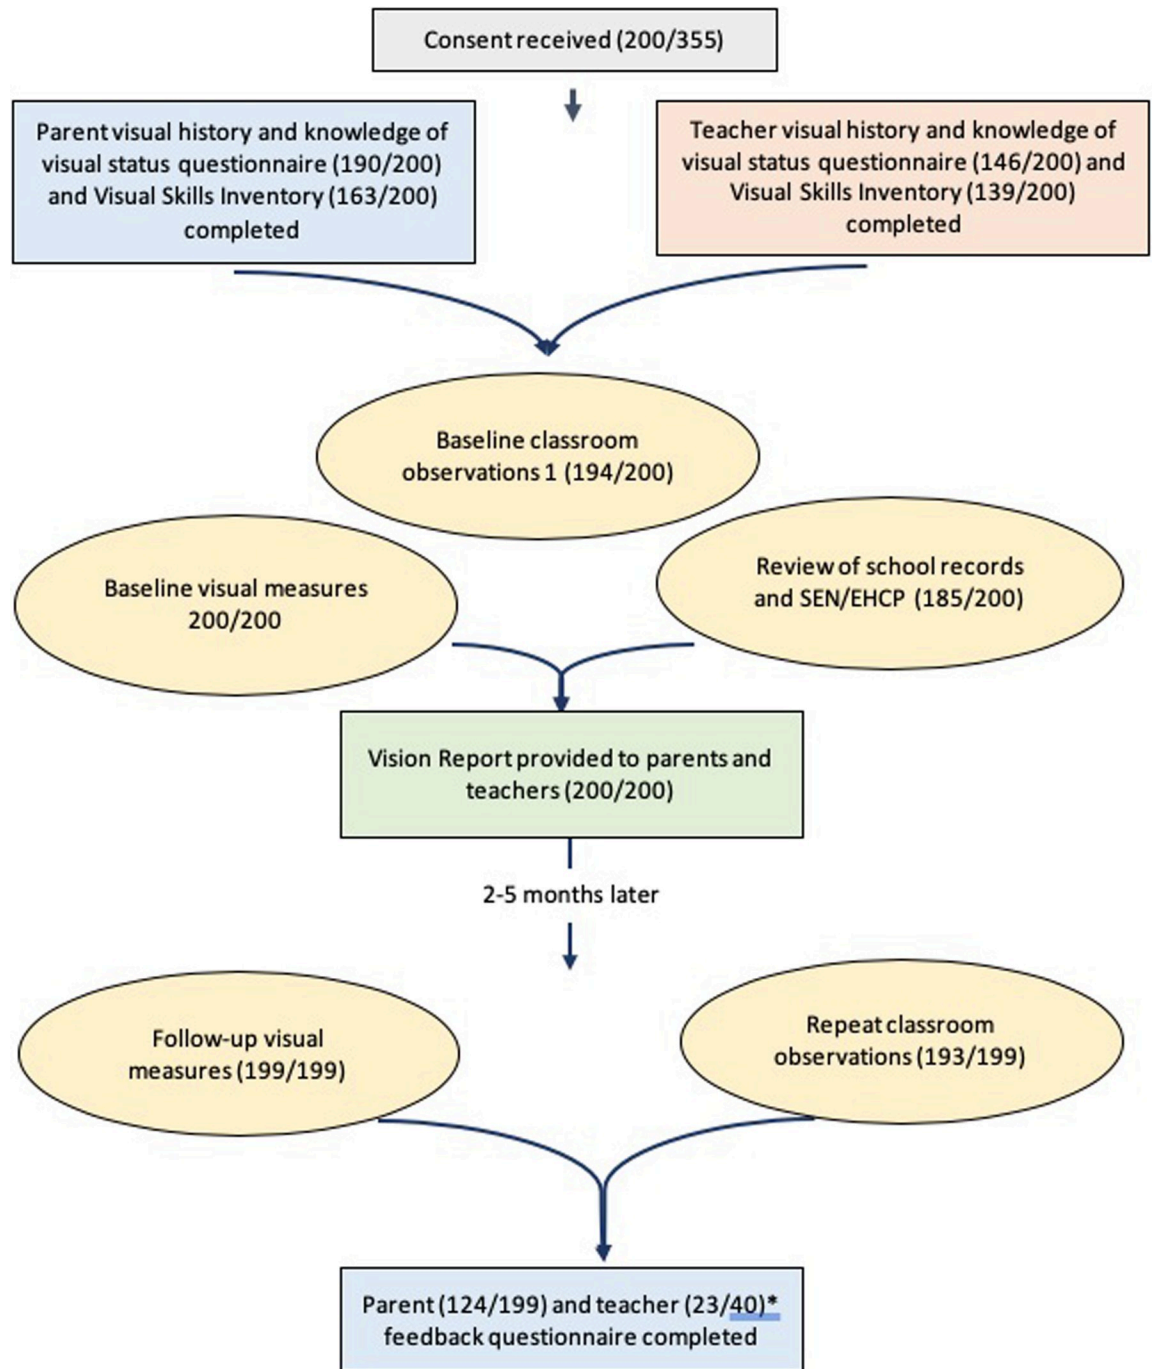 Consent received (200/355)
Parent visual history and knowledge of
visual status questionnaire (190/200)
and Visual Skills Inventory (163/200)
completed
Teacher visual history and knowledge of
visual status questionnaire (146/200) and
Visual Skills Inventory (139/200)
completed
Baseline classroom
observations 1 (194/200)
Baseline visual measures
200/200
Review of school records
and SEN/EHCP (185/200)
Vision Report provided to parents and
teachers (200/200)
2-5 months later
Follow-up visual
measures (199/199)
Repeat classroom
observations (193/199)
Parent (124/199) and teacher (23/40)*
feedback questionnaire completed